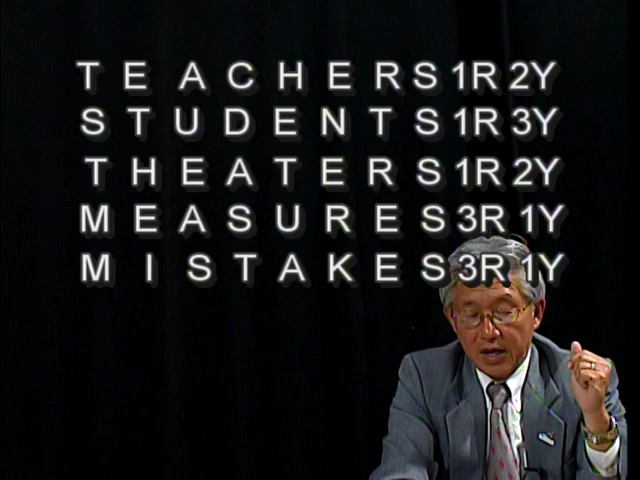 T E A C H E R S 1R 2Y
S T U D E N T S 1R 3Y
T H E A T E R S 1R 2Y
M E A S U R E S 3R 1Y
M I S T A K E S 3R 1Y